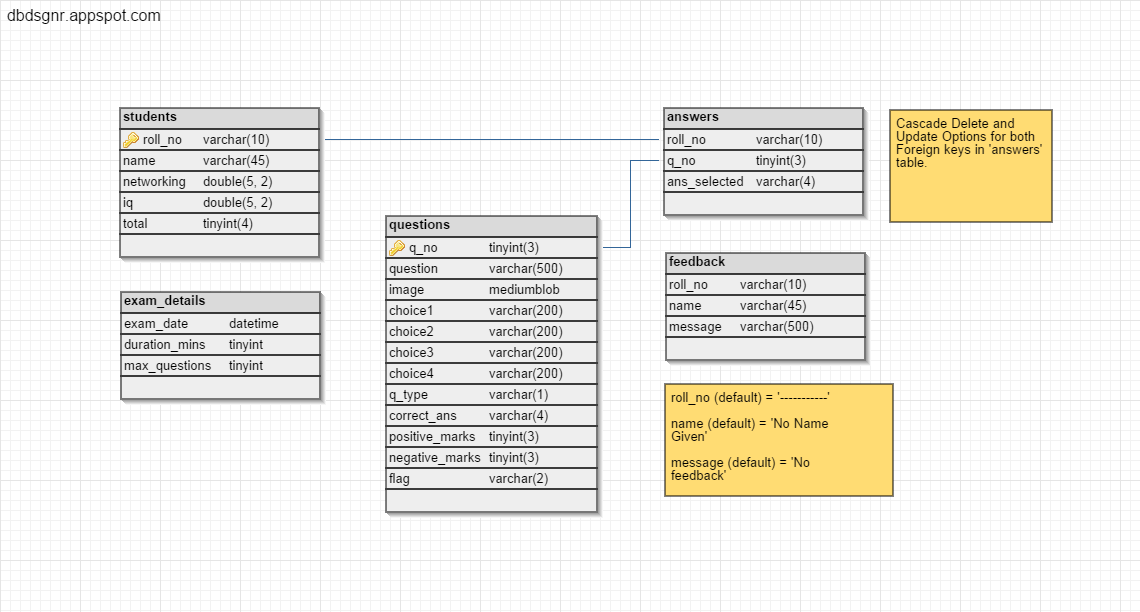 dbdsgnr.appspot.com
students
roll_no varchar(10)
name varchar(45)
networking double(5, 2)
iq double(5, 2)
total tinyint(4)
exam_details
exam_date datetime
duration_mins tinyint
max_questions tinyint
questions
q_no tinyint(3)
question varchar(500)
image mediumblob
choice1 varchar(200)
choice2 varchar(200)
choice3 varchar(200)
choice4 varchar(200)
q_type varchar(1)
correct_ans varchar(4)
positive_marks tinyint(3)
negative_marks tinyint(3)
flag varchar(2)
answers
roll_no varchar(10)
q_no tinyint(3)
ans_selected varchar(4)
Cascade Delete and
Update Options for both
Foreign keys in 'answers'
table.
feedback
roll_no varchar(10)
name varchar(45)
message varchar(500)
roll_no (default) = '-----------'
name (default) = 'No Name
Given'
message (default) = 'No
feedback'